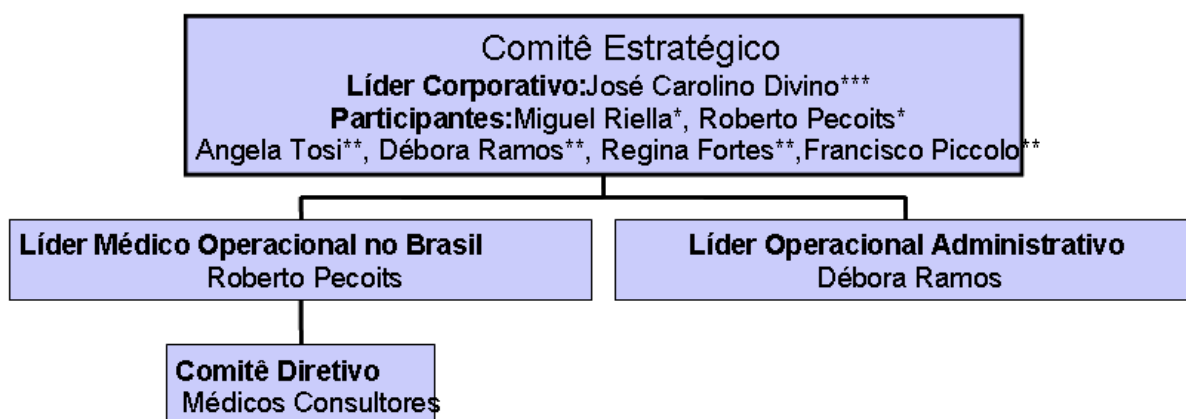 Comitê Estratégico
Líder Corporativo:José Carolino Divino***
Participantes:Miguel Riella*, Roberto Pecoits*
Angela Tosi**, Débora Ramos**, Regina Fortes**,Francisco Piccolo**
Líder Médico Operacional no Brasil
Roberto Pecoits
Líder Operacional Administrativo
Débora Ramos
Comitê Diretivo
Médicos Consultores